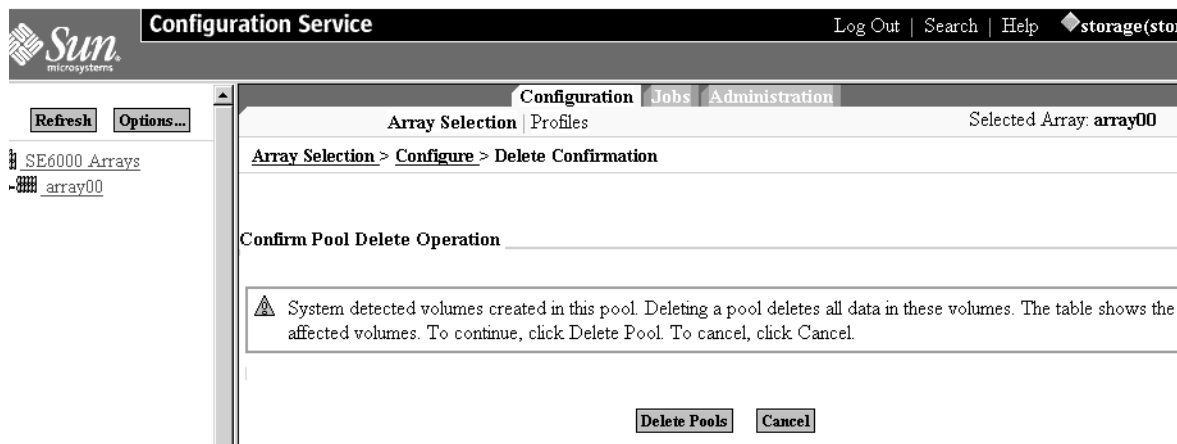 Sun
microsystems
Configuration Service
Log Out | Search | Help storage(stor
Refresh Options...
SE6000 Arrays
array00
Configuration Jobs Administration
Array Selection | Profiles
Selected Array: array00
Array Selection > Configure > Delete Confirmation
Confirm Pool Delete Operation
System detected volumes created in this pool. Deleting a pool deletes all data in these volumes. The table shows the
affected volumes. To continue, click Delete Pool. To cancel, click Cancel.
Delete Pools Cancel